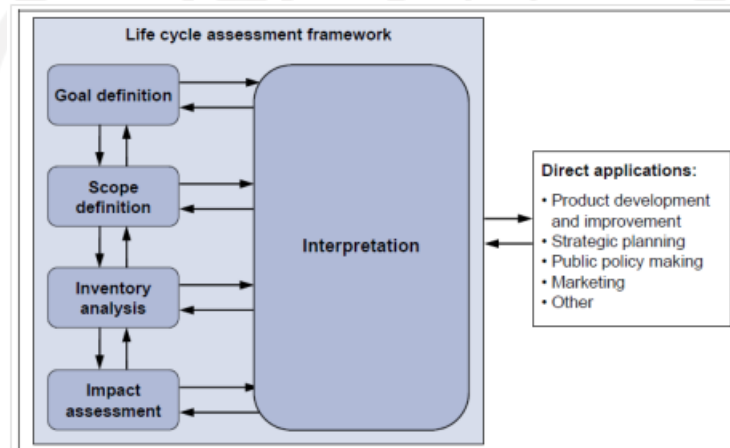 Life cycle assessment framework
Goal definition
Scope
definition
Inventory
analysis
Impact
assessment
Interpretation
Direct applications:
• Product development
and improvement
• Strategic planning
• Public policy making
• Marketing
• Other